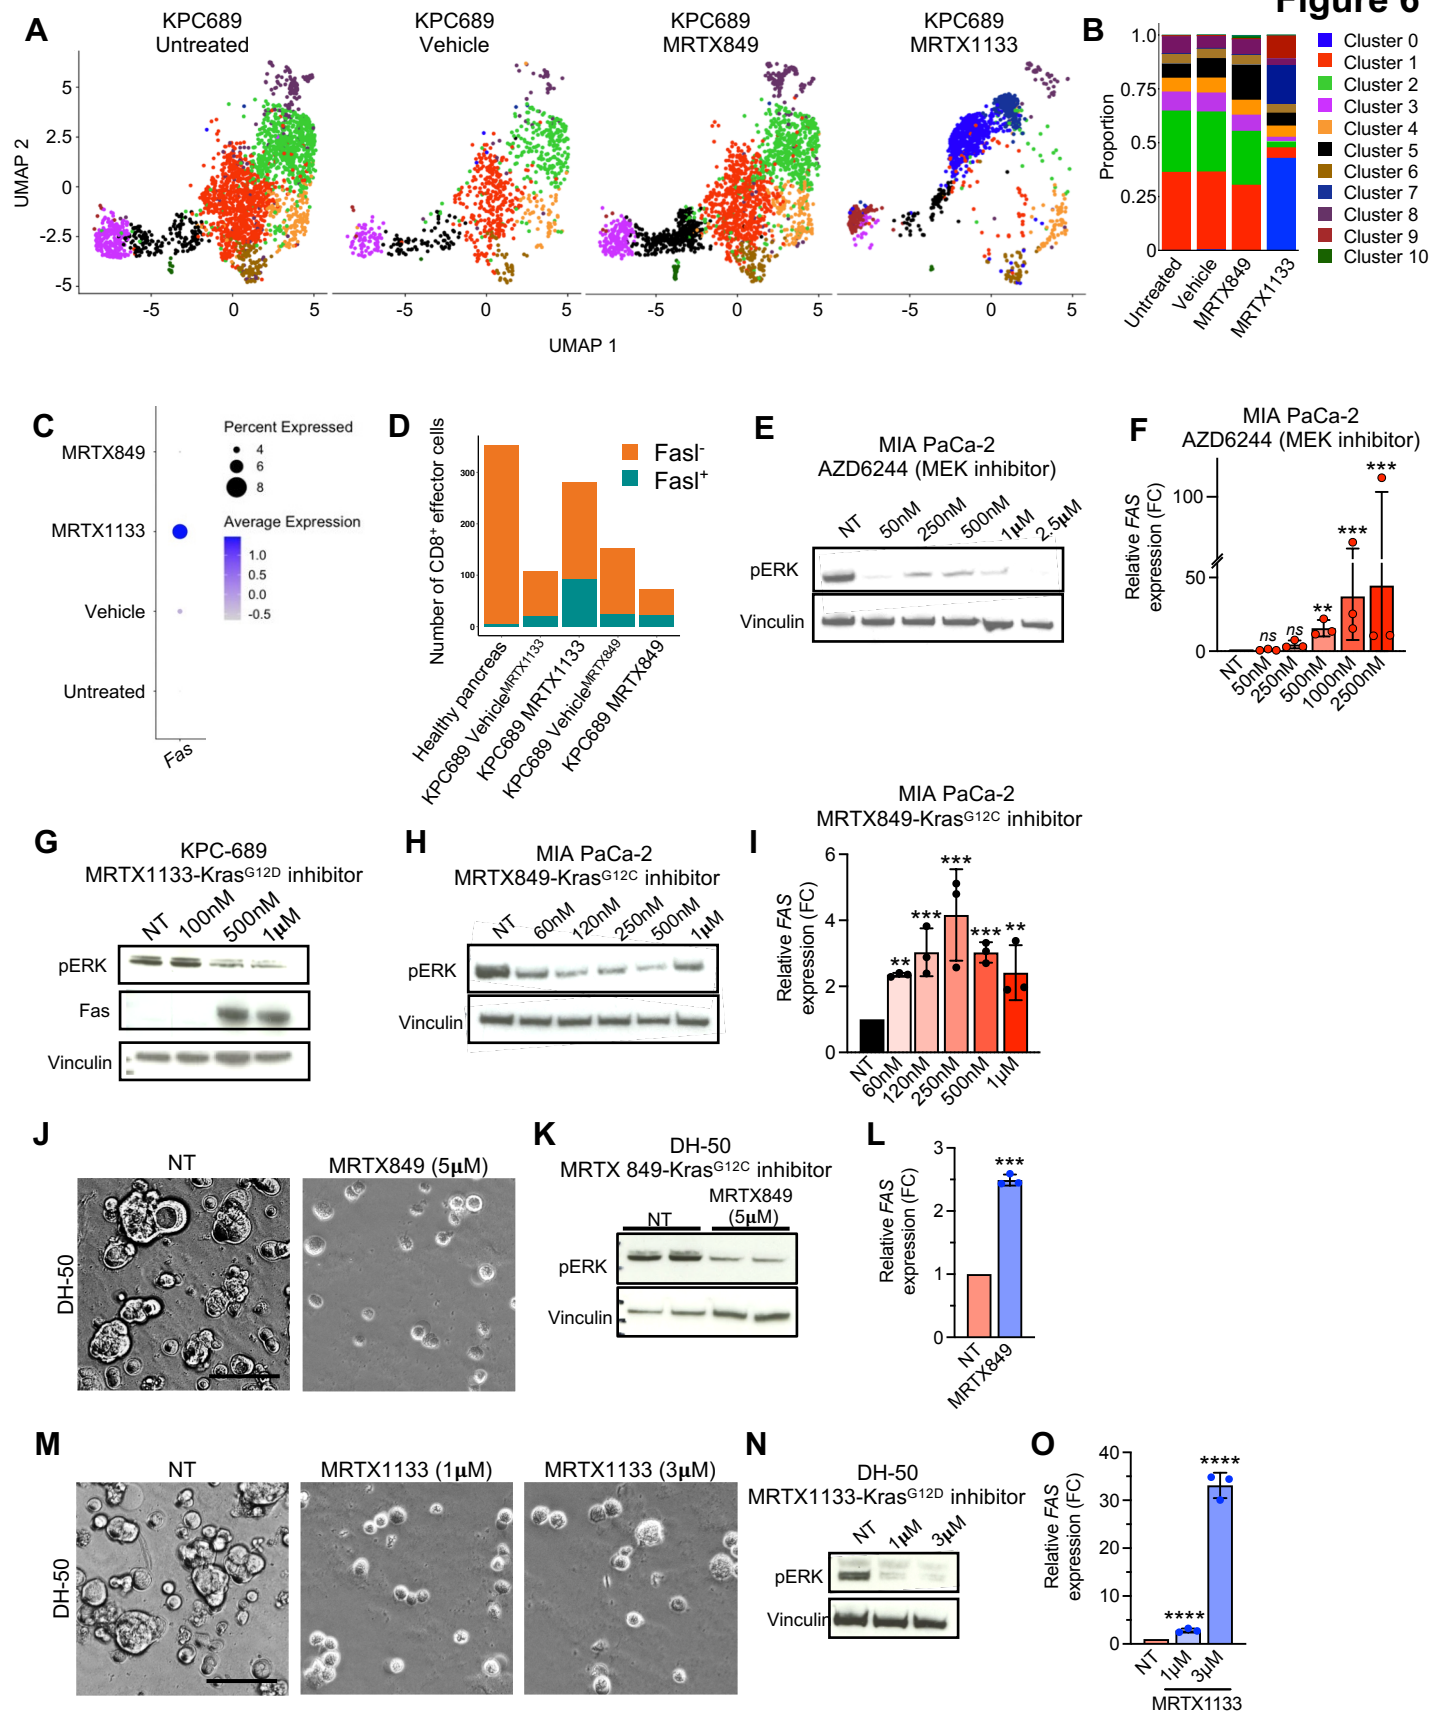 Figure 6
A
KPC689
Untreated
KPC689
Vehicle
KPC689
MRTX849
KPC689
MRTX1133
UMAP 2
5
2.5
0
-2.5
-5
-5 0 5
-5 0 5
-5 0 5
-5 0 5
UMAP 1
B
Proportion
1.0
0.75
0.5
0.25
0
Untreated
Vehicle
MRTX849
MRTX1133
Cluster 0
Cluster 1
Cluster 2
Cluster 3
Cluster 4
Cluster 5
Cluster 6
Cluster 7
Cluster 8
Cluster 9
Cluster 10
C
MRTX849
MRTX1133
Vehicle
Untreated
Fas
Percent Expressed
4
6
8
Average Expression
1.0
0.5
0.0
-0.5
D
Number of CD8⁺ effector cells
300
200
100
0
Fasl⁻
Fasl⁺
Healthy pancreas
KPC689 Vehicleᴹᴿᵀˣ¹¹³³
KPC689 MRTX1133
KPC689 Vehicleᴹᴿᵀˣ⁸⁴⁹
KPC689 MRTX849
E
MIA PaCa-2
AZD6244 (MEK inhibitor)
NT 50nM 250nM 500nM 1µM 2.5µM
pERK
Vinculin
F
MIA PaCa-2
AZD6244 (MEK inhibitor)
Relative FAS
expression (FC)
100
50
0
ns ns ** *** ***
NT 50nM 250nM 500nM 1000nM 2500nM
G
KPC-689
MRTX1133-Krasᴳ¹²ᴰ inhibitor
NT 100nM 500nM 1µM
pERK
Fas
Vinculin
H
MIA PaCa-2
MRTX849-Krasᴳ¹²ᶜ inhibitor
NT 60nM 120nM 250nM 500nM 1µM
pERK
Vinculin
I
MIA PaCa-2
MRTX849-Krasᴳ¹²ᶜ inhibitor
Relative FAS
expression (FC)
6
4
2
0
** *** *** *** **
NT 60nM 120nM 250nM 500nM 1µM
J
NT
MRTX849 (5µM)
DH-50
K
DH-50
MRTX 849-Krasᴳ¹²ᶜ inhibitor
NT
MRTX849
(5µM)
pERK
Vinculin
L
Relative FAS
expression (FC)
3
2
1
0
***
NT
MRTX849
M
NT
MRTX1133 (1µM)
MRTX1133 (3µM)
DH-50
N
DH-50
MRTX1133-Krasᴳ¹²ᴰ inhibitor
NT 1µM 3µM
pERK
Vinculin
O
Relative FAS
expression (FC)
40
30
20
10
0
**** ****
NT 1µM 3µM
MRTX1133